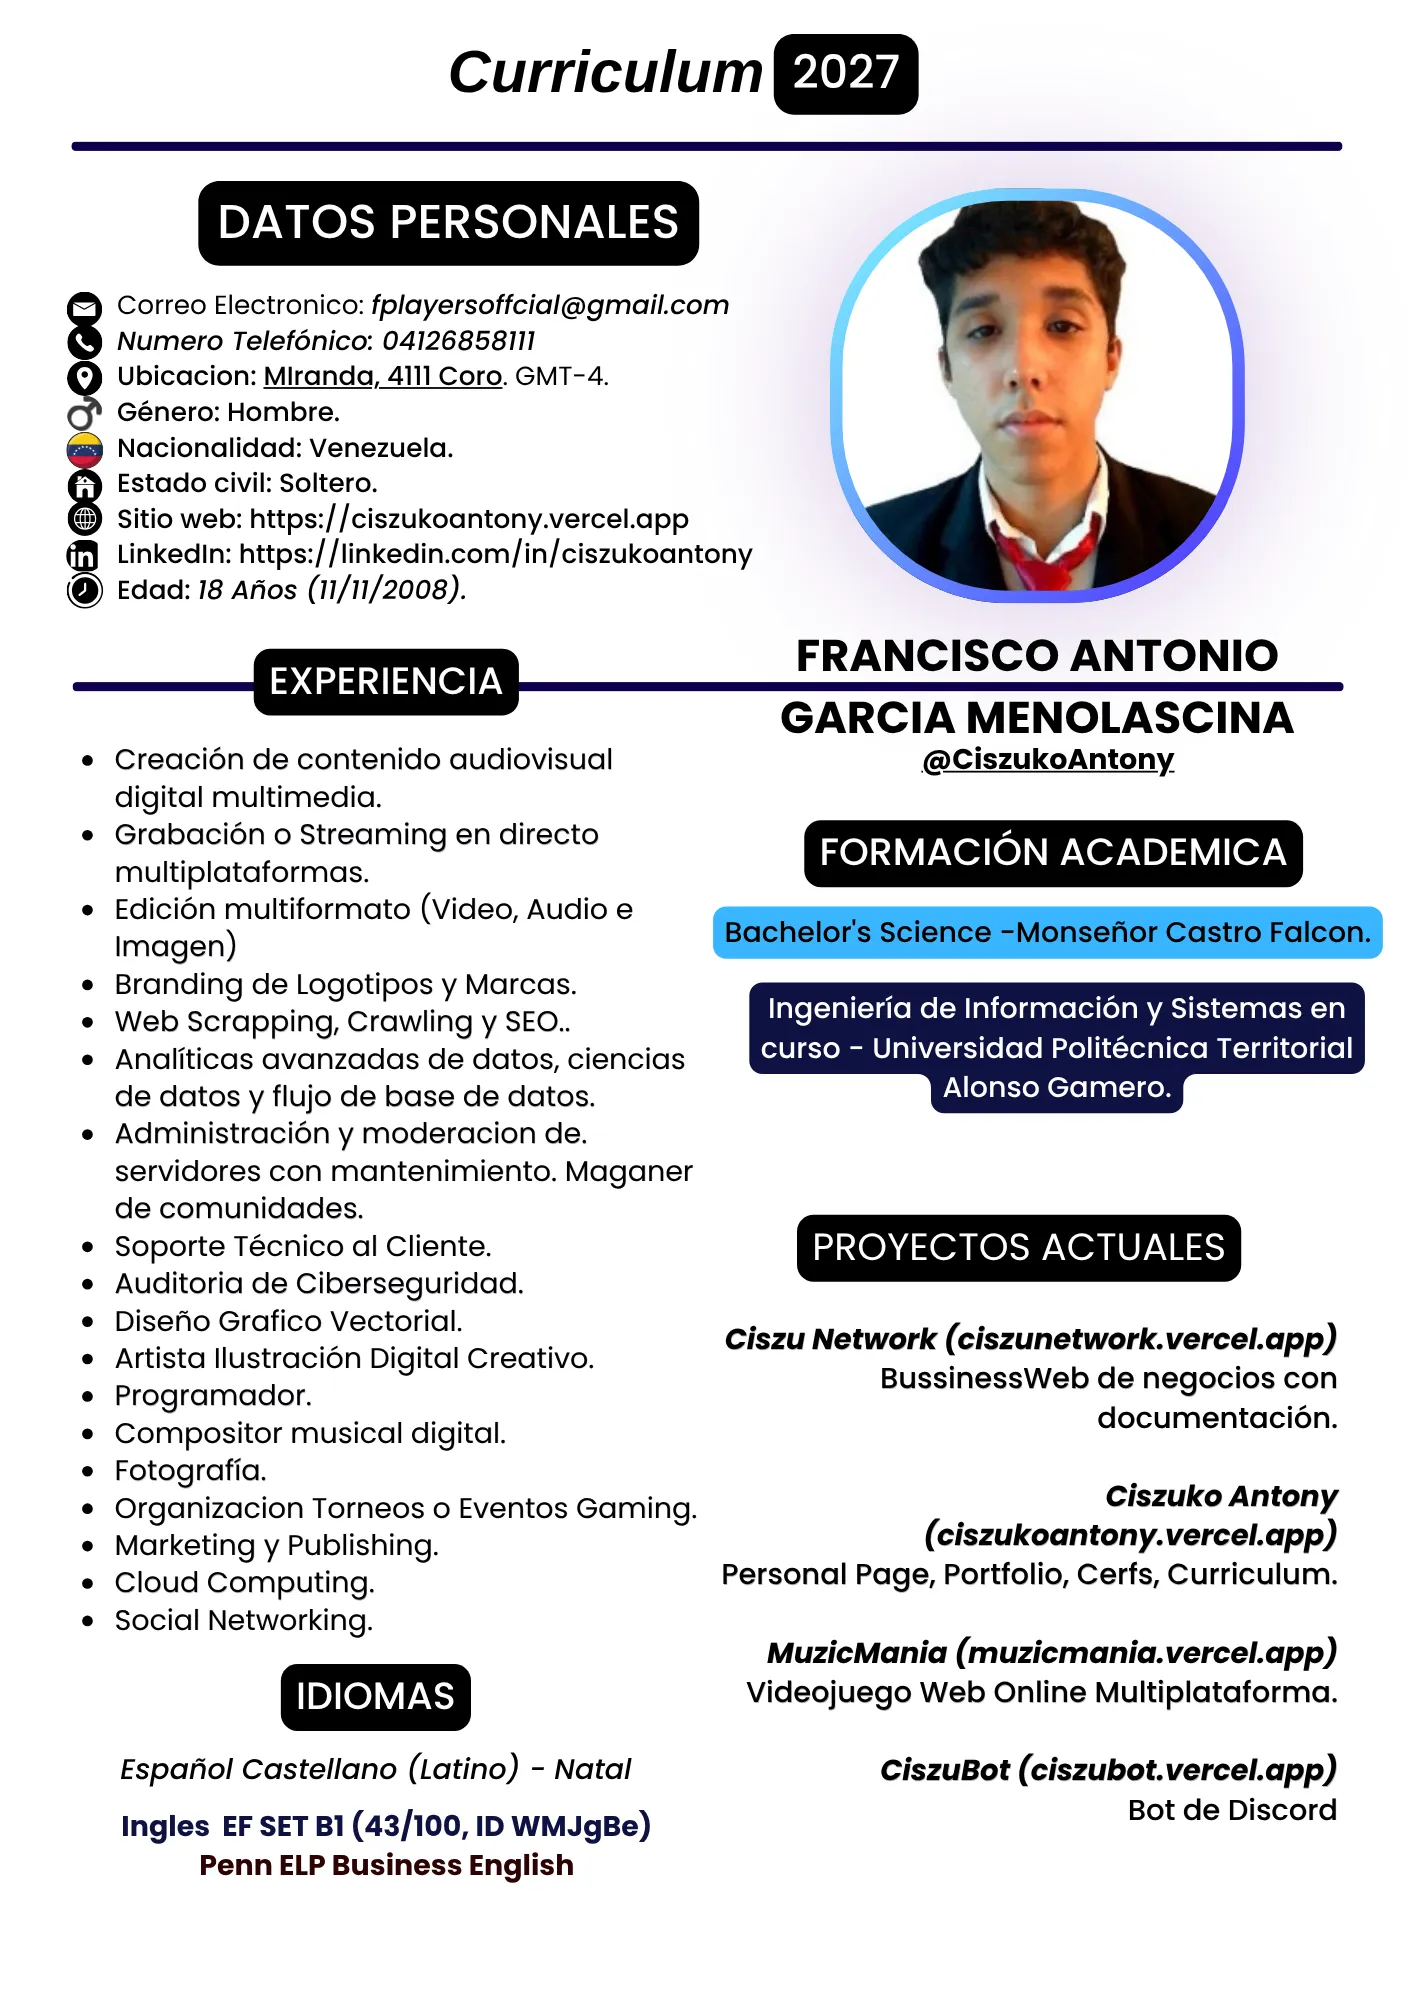 Curriculum 2027
DATOS PERSONALES
Correo Electronico: fplayersoffcial@gmail.com
Numero Telefónico: 04126858111
Ubicacion: MIranda, 4111 Coro. GMT-4.
Género: Hombre.
Nacionalidad: Venezuela.
Estado civil: Soltero.
Sitio web: https://ciszukoantony.vercel.app
LinkedIn: https://linkedin.com/in/ciszukoantony
Edad: 18 Años (11/11/2008).
FRANCISCO ANTONIO
GARCIA MENOLASCINA
@CiszukoAntony
EXPERIENCIA
Creación de contenido audiovisual
digital multimedia.
Grabación o Streaming en directo
multiplataformas.
Edición multiformato (Video, Audio e
Imagen)
Branding de Logotipos y Marcas.
Web Scrapping, Crawling y SEO..
Analíticas avanzadas de datos, ciencias
de datos y flujo de base de datos.
Administración y moderacion de.
servidores con mantenimiento. Maganer
de comunidades.
Soporte Técnico al Cliente.
Auditoria de Ciberseguridad.
Diseño Grafico Vectorial.
Artista Ilustración Digital Creativo.
Programador.
Compositor musical digital.
Fotografía.
Organizacion Torneos o Eventos Gaming.
Marketing y Publishing.
Cloud Computing.
Social Networking.
IDIOMAS
Español Castellano (Latino) - Natal
Ingles  EF SET B1 (43/100, ID WMJgBe)
Penn ELP Business English
FORMACIÓN ACADEMICA
Bachelor's Science -Monseñor Castro Falcon.
Ingeniería de Información y Sistemas en
curso - Universidad Politécnica Territorial
Alonso Gamero.
PROYECTOS ACTUALES
Ciszu Network (ciszunetwork.vercel.app)
BussinessWeb de negocios con
documentación.
Ciszuko Antony
(ciszukoantony.vercel.app)
Personal Page, Portfolio, Cerfs, Curriculum.
MuzicMania (muzicmania.vercel.app)
Videojuego Web Online Multiplataforma.
CiszuBot (ciszubot.vercel.app)
Bot de Discord